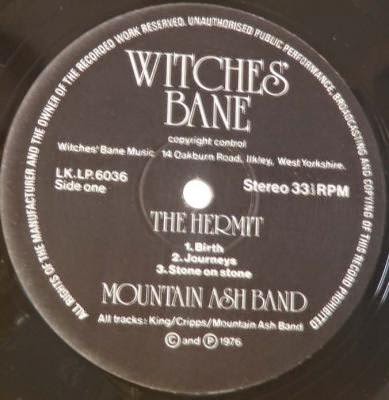 ALL RIGHTS OF THE MANUFACTURER AND THE OWNER OF THE RECORDED WORK RESERVED. UNAUTHORISED PUBLIC PERFORMANCE, BROADCASTING AND COPYING OF THIS RECORD PROHIBITED
WITCHES'
BANE
copyright control
Witches' Bane Music 14 Oakburn Road, Ilkley, West Yorkshire.
LK.LP.6036 Stereo 33⅓RPM
Side one
THE HERMIT
1.Birth
2.Journeys
3.Stone on stone
MOUNTAIN ASH BAND
All tracks: King/Cripps/Mountain Ash Band
Ⓒ and Ⓟ 1976